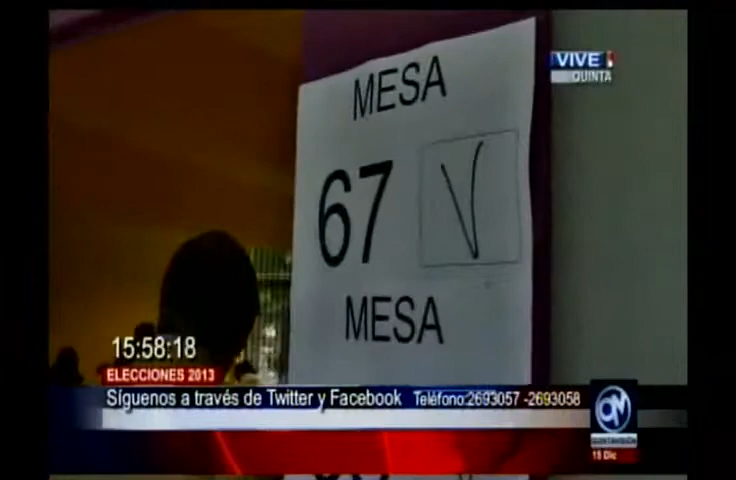 MESA
VIVE
QUINTA
67 V
MESA
15:58:18
ELECCIONES 2013
Síguenos a través de Twitter y Facebook Teléfono:2693057 -2693058
QUINTAVISIÓN
15 Dic